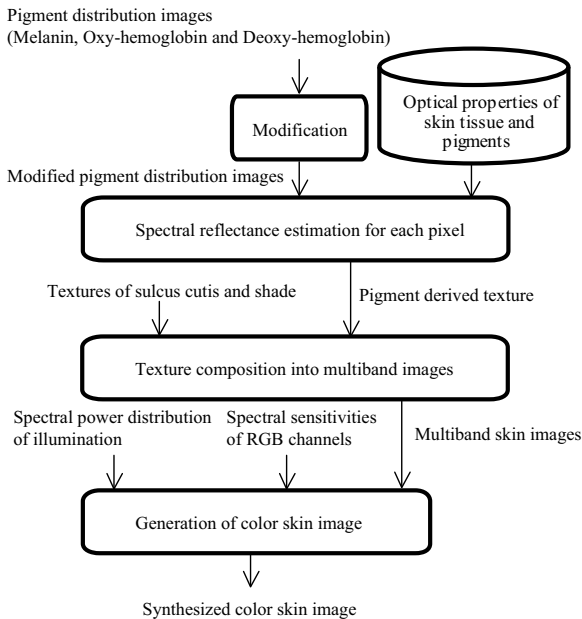 Pigment distribution images
(Melanin, Oxy-hemoglobin and Deoxy-hemoglobin)
Modification
Optical properties of
skin tissue and
pigments
Modified pigment distribution images
Spectral reflectance estimation for each pixel
Textures of sulcus cutis and shade
Pigment derived texture
Texture composition into multiband images
Spectral power distribution
of illumination
Spectral sensitivities
of RGB channels
Multiband skin images
Generation of color skin image
Synthesized color skin image